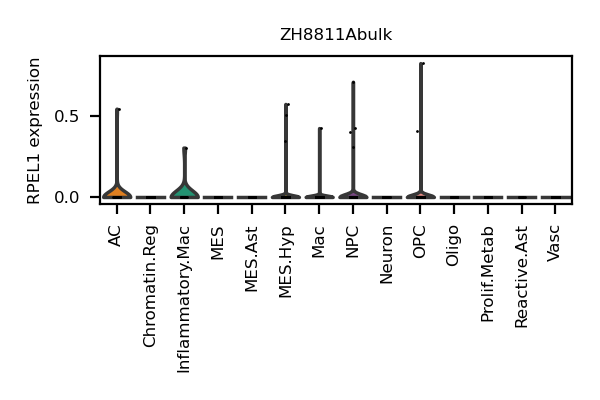 ZH8811Abulk
RPEL1 expression
0.5
0.0
AC
Chromatin.Reg
Inflammatory.Mac
MES
MES.Ast
MES.Hyp
Mac
NPC
Neuron
OPC
Oligo
Prolif.Metab
Reactive.Ast
Vasc